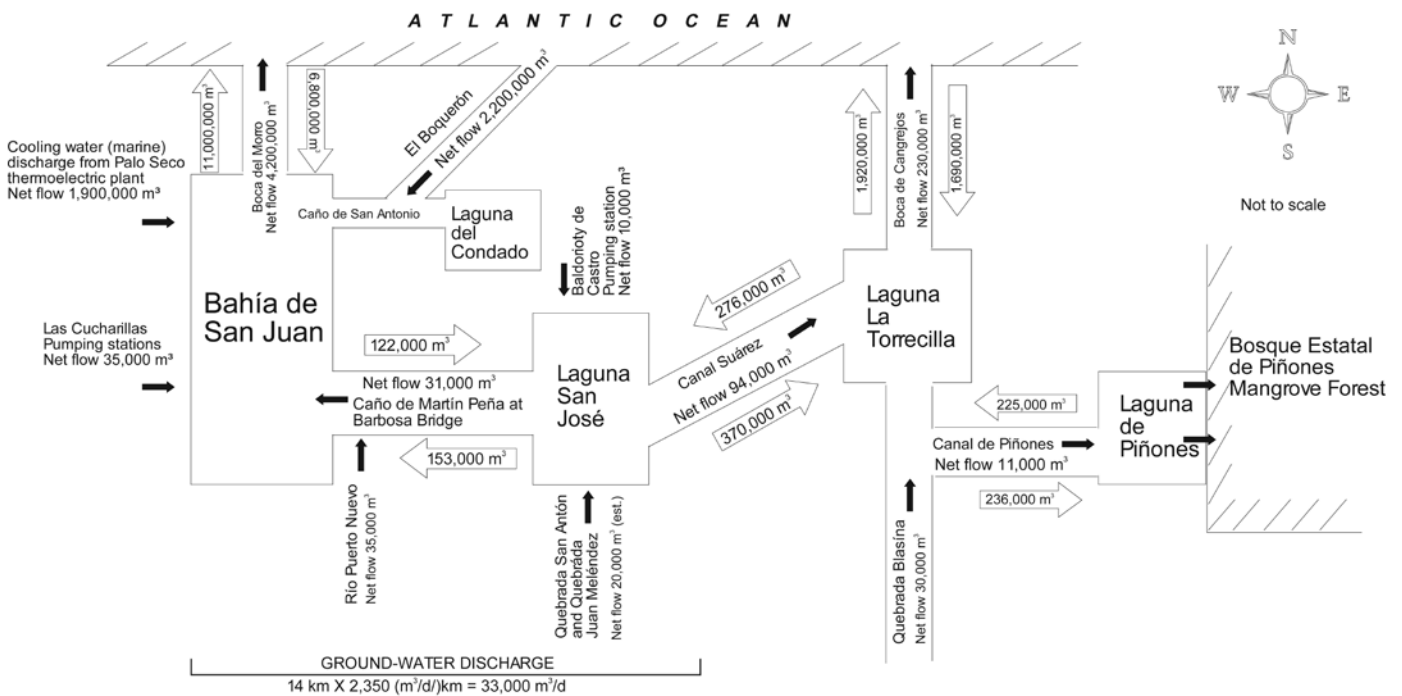 ATLANTIC OCEAN
11,000,000 m³
Boca del Morro
Net flow 4,200,000 m³
6,800,000 m³
El Boquerón
Net flow 2,200,000 m³
Cooling water (marine)
discharge from Palo Seco
thermoelectric plant
Net flow 1,900,000 m³
Caño de San Antonio
Laguna
del
Condado
Baldorioty de
Castro
Pumping station
Net flow 10,000 m³
1,920,000 m³
Boca de Cangrejos
Net flow 230,000 m³
1,690,000 m³
N
W
E
S
Not to scale
Bahía de
San Juan
Las Cucharillas
Pumping stations
Net flow 35,000 m³
122,000 m³
Net flow 31,000 m³
Caño de Martín Peña at
Barbosa Bridge
153,000 m³
Laguna
San
José
276,000 m³
Canal Suárez
Net flow 94,000 m³
370,000 m³
Laguna
La
Torrecilla
225,000 m³
Canal de Piñones
Net flow 11,000 m³
236,000 m³
Laguna
de
Piñones
Bosque Estatal
de Piñones
Mangrove Forest
Río Puerto Nuevo
Net flow 35,000 m³
Quebrada San Antón
and Quebráda
Juan Meléndez
Net flow 20,000 m³ (est.)
Quebrada Blasína
Net flow 30,000 m³
GROUND-WATER DISCHARGE
14 km X 2,350 (m³/d/)km = 33,000 m³/d